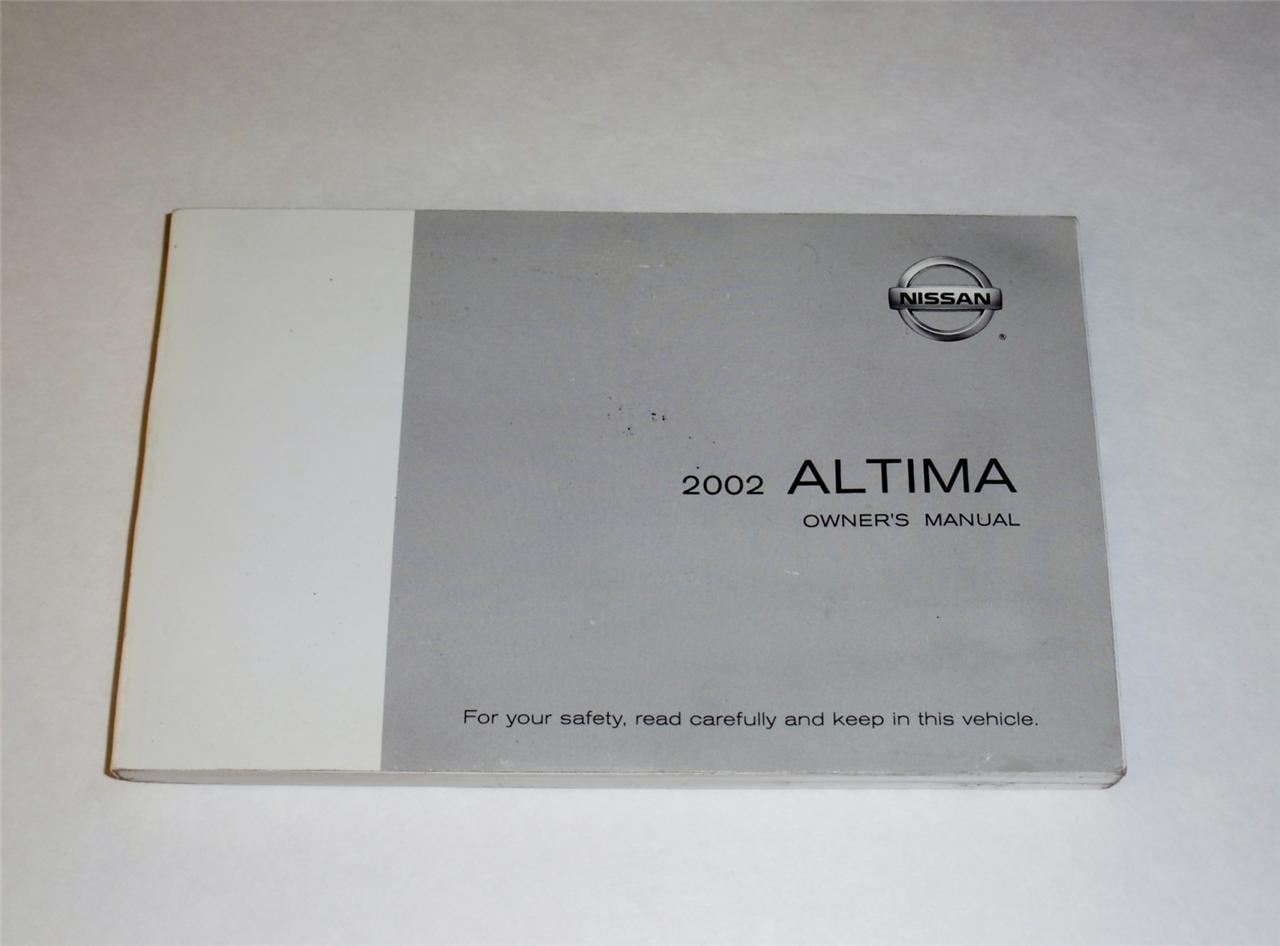 NISSAN
®
2002 ALTIMA
OWNER'S MANUAL
For your safety, read carefully and keep in this vehicle.